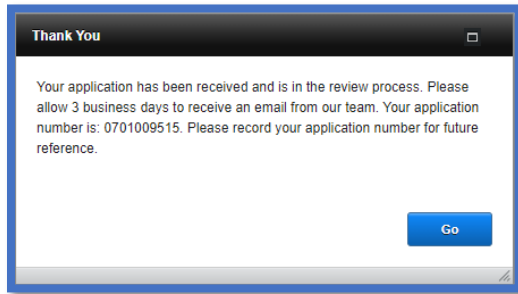 Thank You
Your application has been received and is in the review process. Please
allow 3 business days to receive an email from our team. Your application
number is: 0701009515. Please record your application number for future
reference.
Go